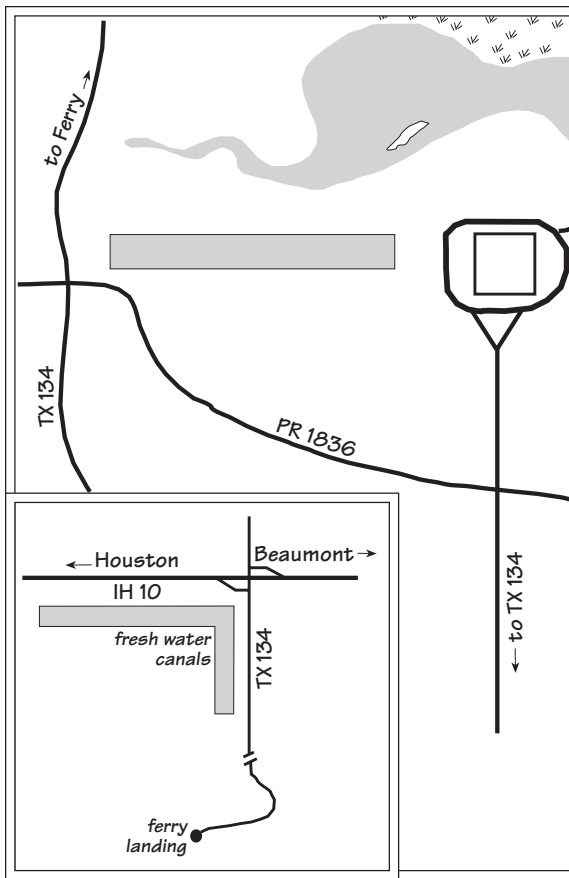 to Ferry →
TX 134
PR 1836
← to TX 134
← Houston
Beaumont →
IH 10
fresh water
canals
TX 134
ferry
landing